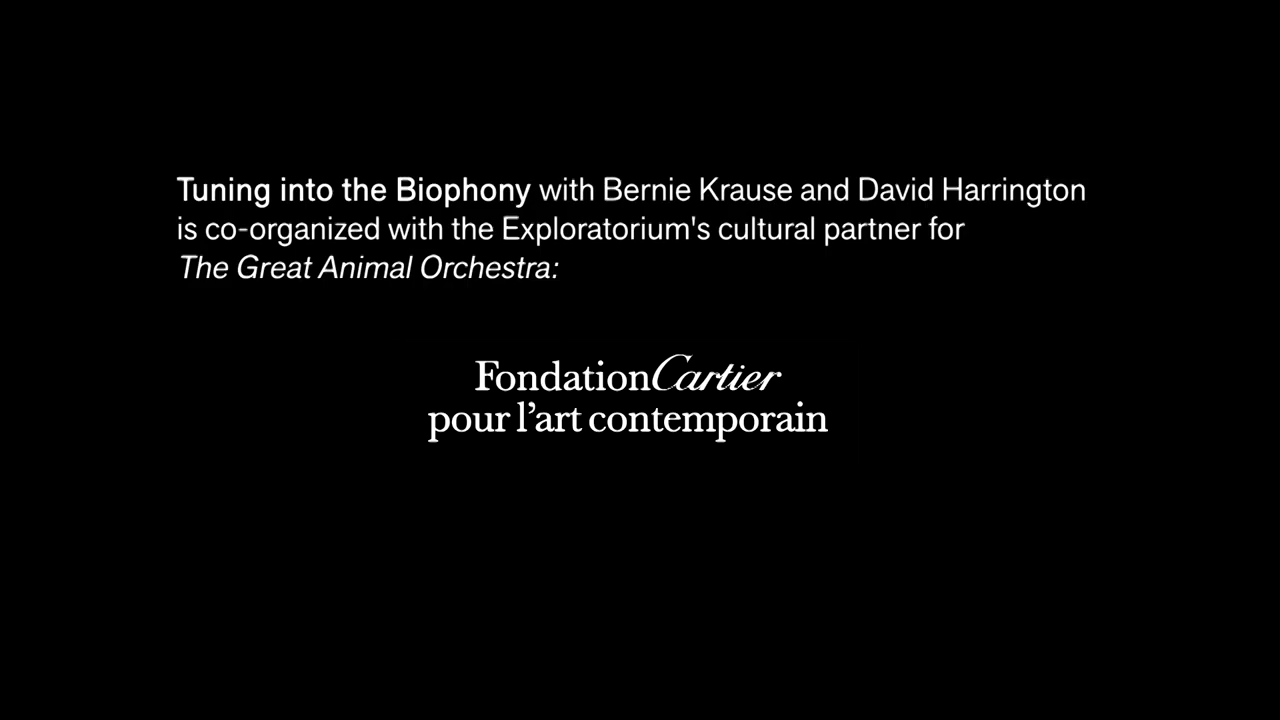 Tuning into the Biophony with Bernie Krause and David Harrington
is co-organized with the Exploratorium's cultural partner for
The Great Animal Orchestra:
Fondation Cartier
pour l’art contemporain